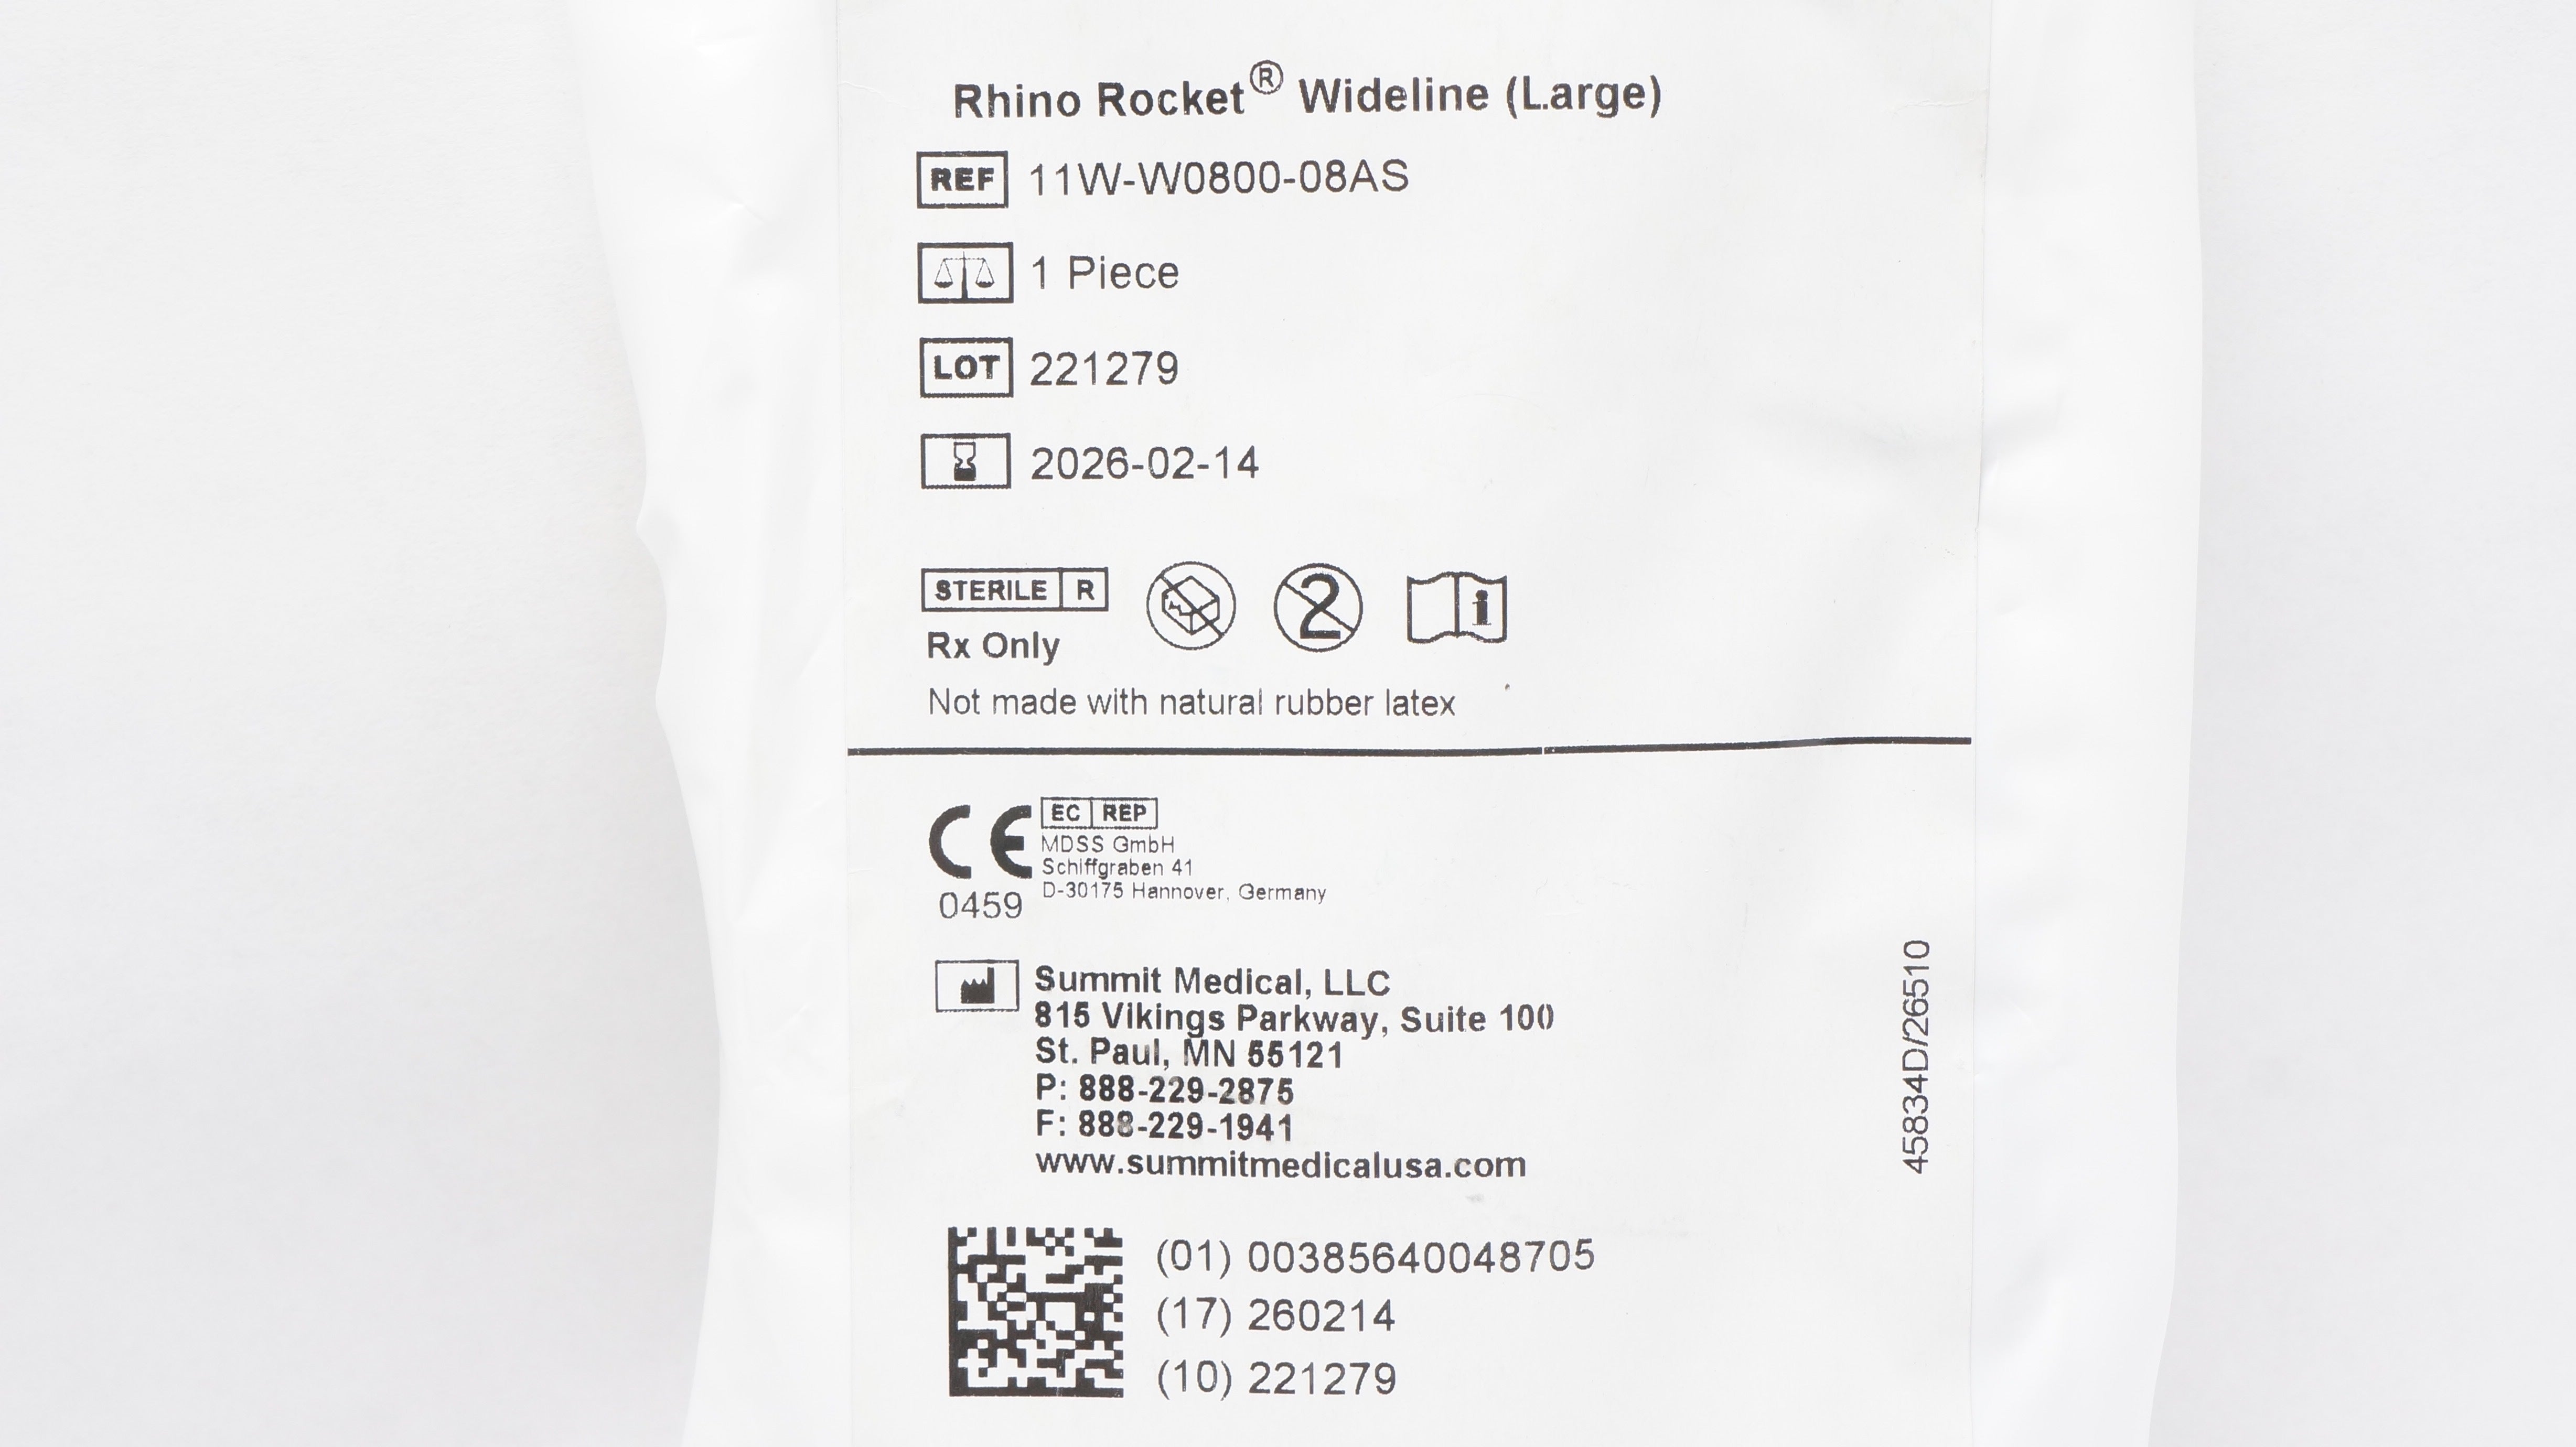 Rhino Rocket® Wideline (Large)
REF 11W-W0800-08AS
1 Piece
LOT 221279
2026-02-14
STERILE R
2
i
Rx Only
Not made with natural rubber latex
CE
0459
EC REP
MDSS GmbH
Schiffgraben 41
D-30175 Hannover, Germany
Summit Medical, LLC
815 Vikings Parkway, Suite 100
St. Paul, MN 55121
P: 888-229-2875
F: 888-229-1941
www.summitmedicalusa.com
45834D/26510
(01) 00385640048705
(17) 260214
(10) 221279